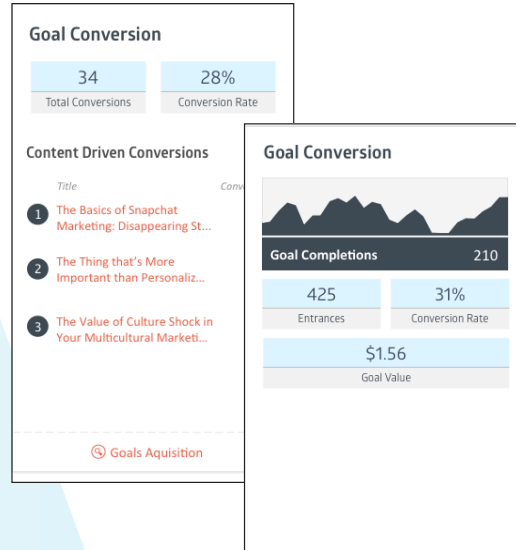 Goal Conversion
34
28%
Total Conversions
Conversion Rate
Content Driven Conversions
Title
1
The Basics of Snapchat
Marketing: Disappearing St...
2
The Thing that's More
Important than Personaliz...
3
The Value of Culture Shock in
Your Multicultural Marketi...
Goals Aquisition
Goal Conversion
Goal Completions
210
425
31%
Entrances
Conversion Rate
$1.56
Goal Value